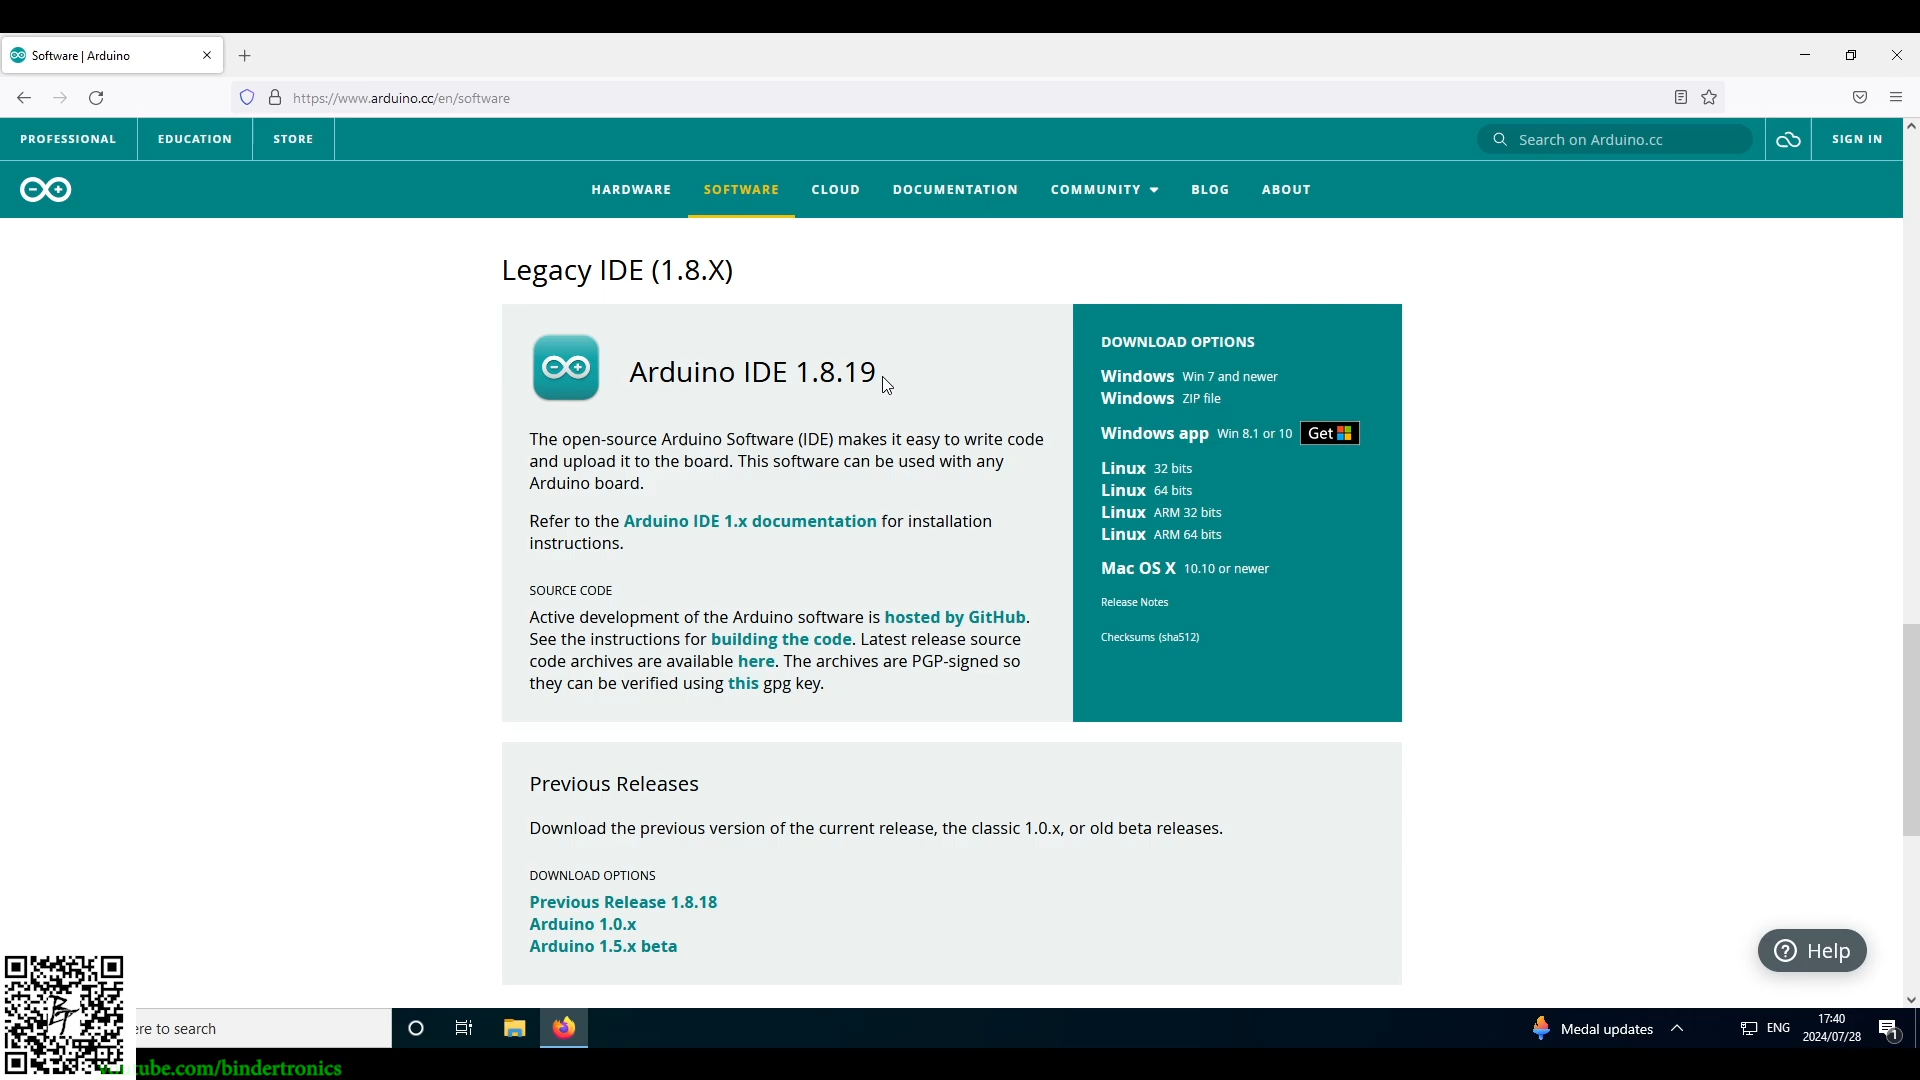 Software | Arduino
https://www.arduino.cc/en/software
PROFESSIONAL EDUCATION STORE Search on Arduino.cc SIGN IN
HARDWARE SOFTWARE CLOUD DOCUMENTATION COMMUNITY BLOG ABOUT
Legacy IDE (1.8.X)
Arduino IDE 1.8.19
The open-source Arduino Software (IDE) makes it easy to write code
and upload it to the board. This software can be used with any
Arduino board.
Refer to the Arduino IDE 1.x documentation for installation
instructions.
SOURCE CODE
Active development of the Arduino software is hosted by GitHub.
See the instructions for building the code. Latest release source
code archives are available here. The archives are PGP-signed so
they can be verified using this gpg key.
DOWNLOAD OPTIONS
Windows Win 7 and newer
Windows ZIP file
Windows app Win 8.1 or 10 Get
Linux 32 bits
Linux 64 bits
Linux ARM 32 bits
Linux ARM 64 bits
Mac OS X 10.10 or newer
Release Notes
Checksums (sha512)
Previous Releases
Download the previous version of the current release, the classic 1.0.x, or old beta releases.
DOWNLOAD OPTIONS
Previous Release 1.8.18
Arduino 1.0.x
Arduino 1.5.x beta
Help
ere to search
Medal updates
ENG
17:40
2024/07/28
1
BT
tube.com/bindertronics